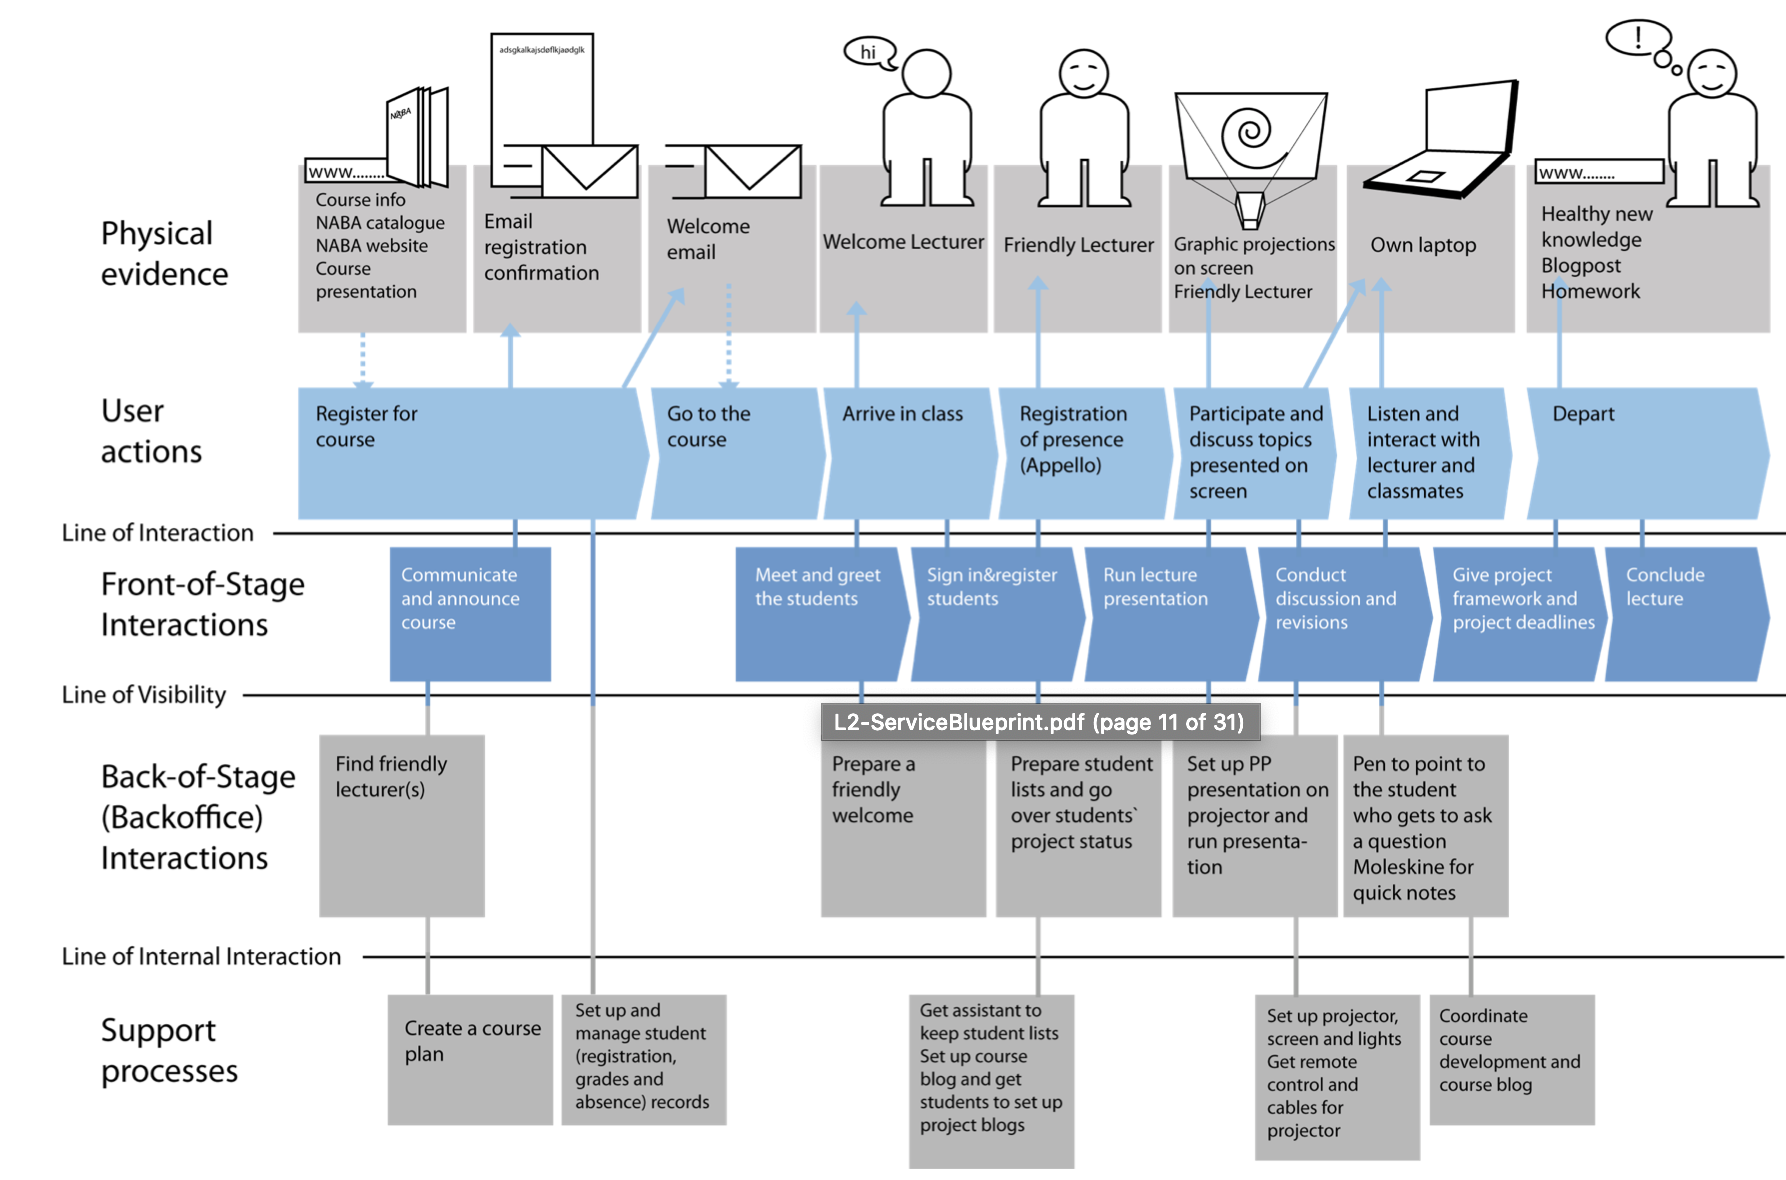 adsgkalkajsdøflkjaødglk
hi
!
NABA
www........
www........
Physical
evidence
Course info
NABA catalogue
NABA website
Course
presentation
Email
registration
confirmation
Welcome
email
Welcome Lecturer
Friendly Lecturer
Graphic projections
on screen
Friendly Lecturer
Own laptop
Healthy new
knowledge
Blogpost
Homework
User
actions
Register for
course
Go to the
course
Arrive in class
Registration
of presence
(Appello)
Participate and
discuss topics
presented on
screen
Listen and
interact with
lecturer and
classmates
Depart
Line of Interaction
Front-of-Stage
Interactions
Communicate
and announce
course
Meet and greet
the students
Sign in&register
students
Run lecture
presentation
Conduct
discussion and
revisions
Give project
framework and
project deadlines
Conclude
lecture
Line of Visibility
L2-ServiceBlueprint.pdf (page 11 of 31)
Back-of-Stage
(Backoffice)
Interactions
Find friendly
lecturer(s)
Prepare a
friendly
welcome
Prepare student
lists and go
over students`
project status
Set up PP
presentation on
projector and
run presenta-
tion
Pen to point to
the student
who gets to ask
a question
Moleskine for
quick notes
Line of Internal Interaction
Support
processes
Create a course
plan
Set up and
manage student
(registration,
grades and
absence) records
Get assistant to
keep student lists
Set up course
blog and get
students to set up
project blogs
Set up projector,
screen and lights
Get remote
control and
cables for
projector
Coordinate
course
development and
course blog